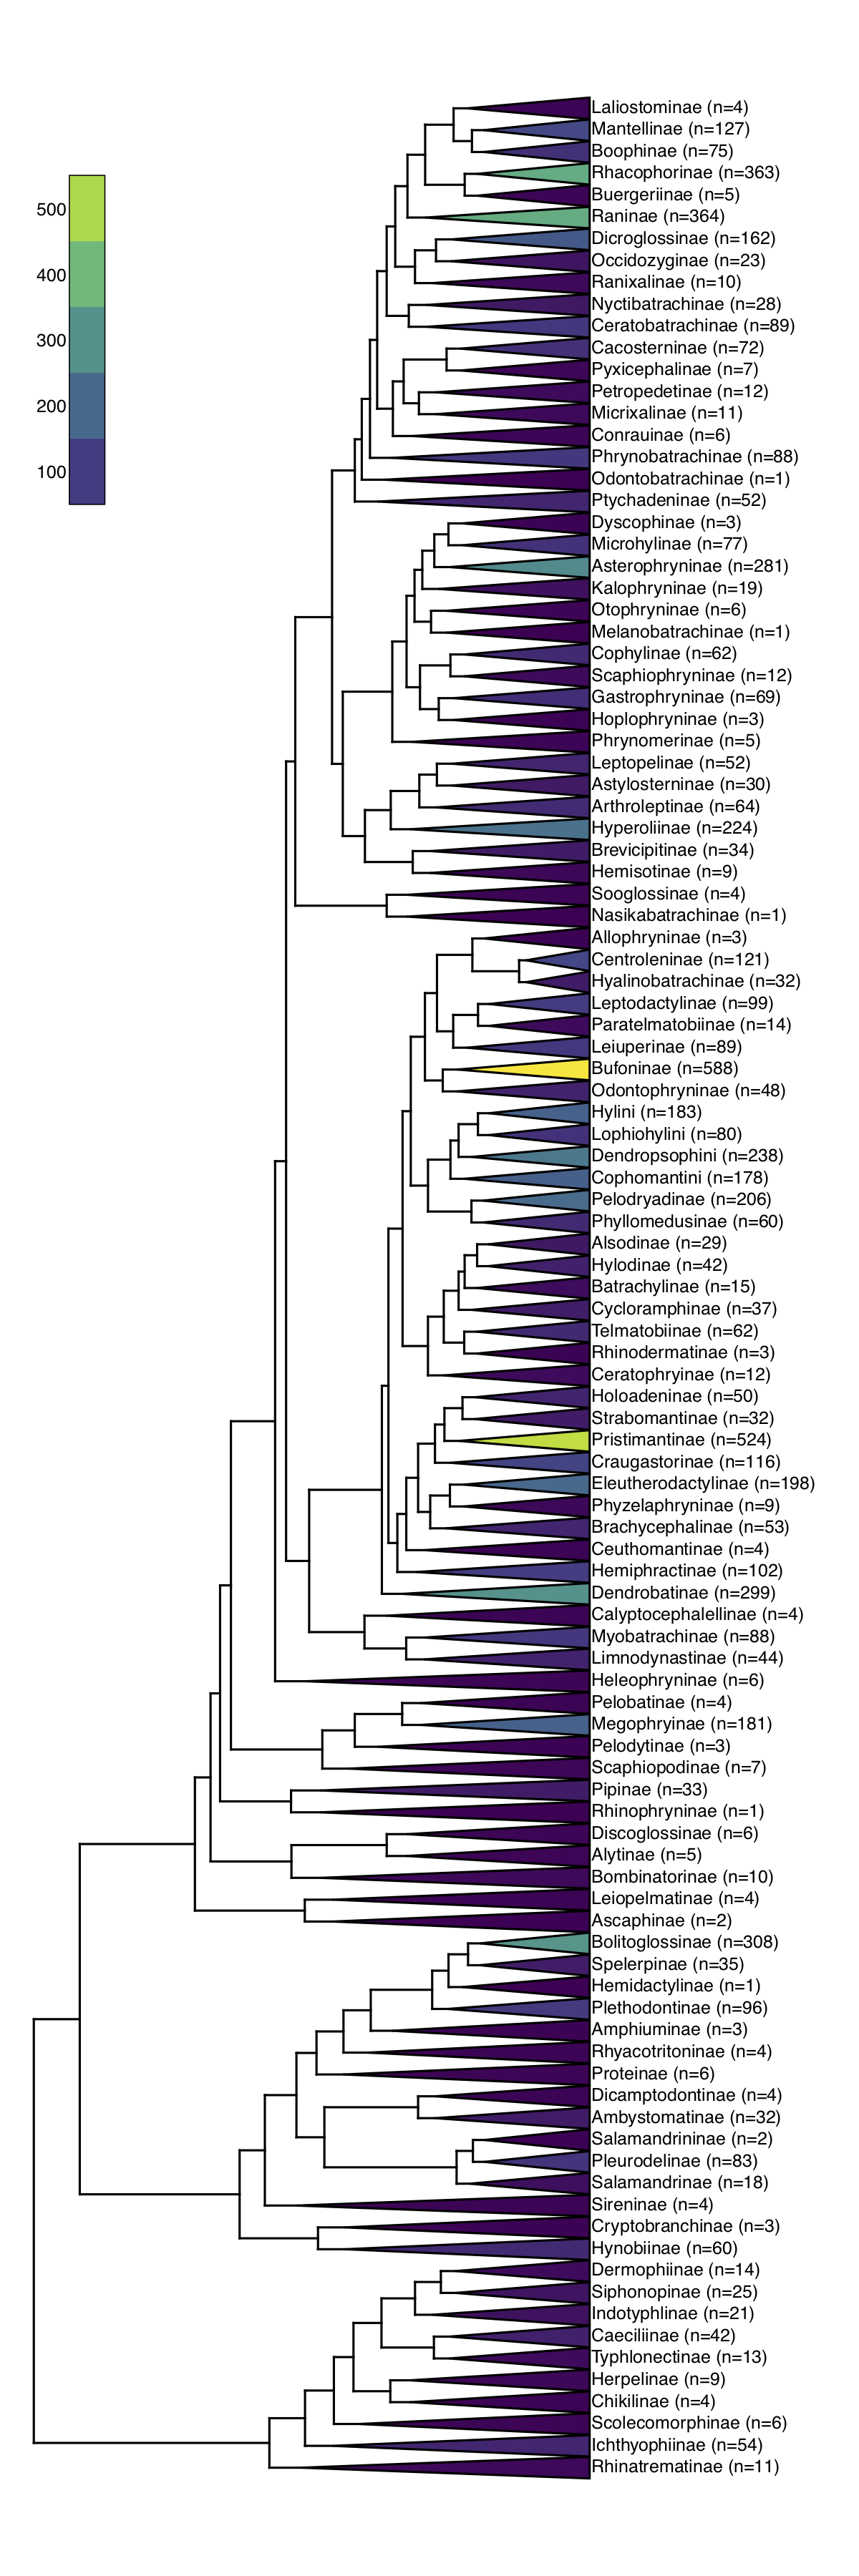 Laliostominae (n=4)
Mantellinae (n=127)
Boophinae (n=75)
Rhacophorinae (n=363)
Buergeriinae (n=5)
500
Raninae (n=364)
Dicroglossinae (n=162)
Occidozyginae (n=23)
400
Ranixalinae (n=10)
Nyctibatrachinae (n=28)
Ceratobatrachinae (n=89)
300
Cacosterninae (n=72)
Pyxicephalinae (n=7)
Petropedetinae (n=12)
200
Micrixalinae (n=11)
Conrauinae (n=6)
Phrynobatrachinae (n=88)
100
Odontobatrachinae (n=1)
Ptychadeninae (n=52)
Dyscophinae (n=3)
Microhylinae (n=77)
Asterophryninae (n=281)
Kalophryninae (n=19)
Otophryninae (n=6)
Melanobatrachinae (n=1)
Cophylinae (n=62)
Scaphiophryninae (n=12)
Gastrophryninae (n=69)
Hoplophryninae (n=3)
Phrynomerinae (n=5)
Leptopelinae (n=52)
Astylosterninae (n=30)
Arthroleptinae (n=64)
Hyperoliinae (n=224)
Brevicipitinae (n=34)
Hemisotinae (n=9)
Sooglossinae (n=4)
Nasikabatrachinae (n=1)
Allophryninae (n=3)
Centroleninae (n=121)
Hyalinobatrachinae (n=32)
Leptodactylinae (n=99)
Paratelmatobiinae (n=14)
Leiuperinae (n=89)
Bufoninae (n=588)
Odontophryninae (n=48)
Hylini (n=183)
Lophiohylini (n=80)
Dendropsophini (n=238)
Cophomantini (n=178)
Pelodryadinae (n=206)
Phyllomedusinae (n=60)
Alsodinae (n=29)
Hylodinae (n=42)
Batrachylinae (n=15)
Cycloramphinae (n=37)
Telmatobiinae (n=62)
Rhinodermatinae (n=3)
Ceratophryinae (n=12)
Holoadeninae (n=50)
Strabomantinae (n=32)
Pristimantinae (n=524)
Craugastorinae (n=116)
Eleutherodactylinae (n=198)
Phyzelaphryninae (n=9)
Brachycephalinae (n=53)
Ceuthomantinae (n=4)
Hemiphractinae (n=102)
Dendrobatinae (n=299)
Calyptocephalellinae (n=4)
Myobatrachinae (n=88)
Limnodynastinae (n=44)
Heleophryninae (n=6)
Pelobatinae (n=4)
Megophryinae (n=181)
Pelodytinae (n=3)
Scaphiopodinae (n=7)
Pipinae (n=33)
Rhinophryninae (n=1)
Discoglossinae (n=6)
Alytinae (n=5)
Bombinatorinae (n=10)
Leiopelmatinae (n=4)
Ascaphinae (n=2)
Bolitoglossinae (n=308)
Spelerpinae (n=35)
Hemidactylinae (n=1)
Plethodontinae (n=96)
Amphiuminae (n=3)
Rhyacotritoninae (n=4)
Proteinae (n=6)
Dicamptodontinae (n=4)
Ambystomatinae (n=32)
Salamandrininae (n=2)
Pleurodelinae (n=83)
Salamandrinae (n=18)
Sireninae (n=4)
Cryptobranchinae (n=3)
Hynobiinae (n=60)
Dermophiinae (n=14)
Siphonopinae (n=25)
Indotyphlinae (n=21)
Caeciliinae (n=42)
Typhlonectinae (n=13)
Herpelinae (n=9)
Chikilinae (n=4)
Scolecomorphinae (n=6)
Ichthyophiinae (n=54)
Rhinatrematinae (n=11)